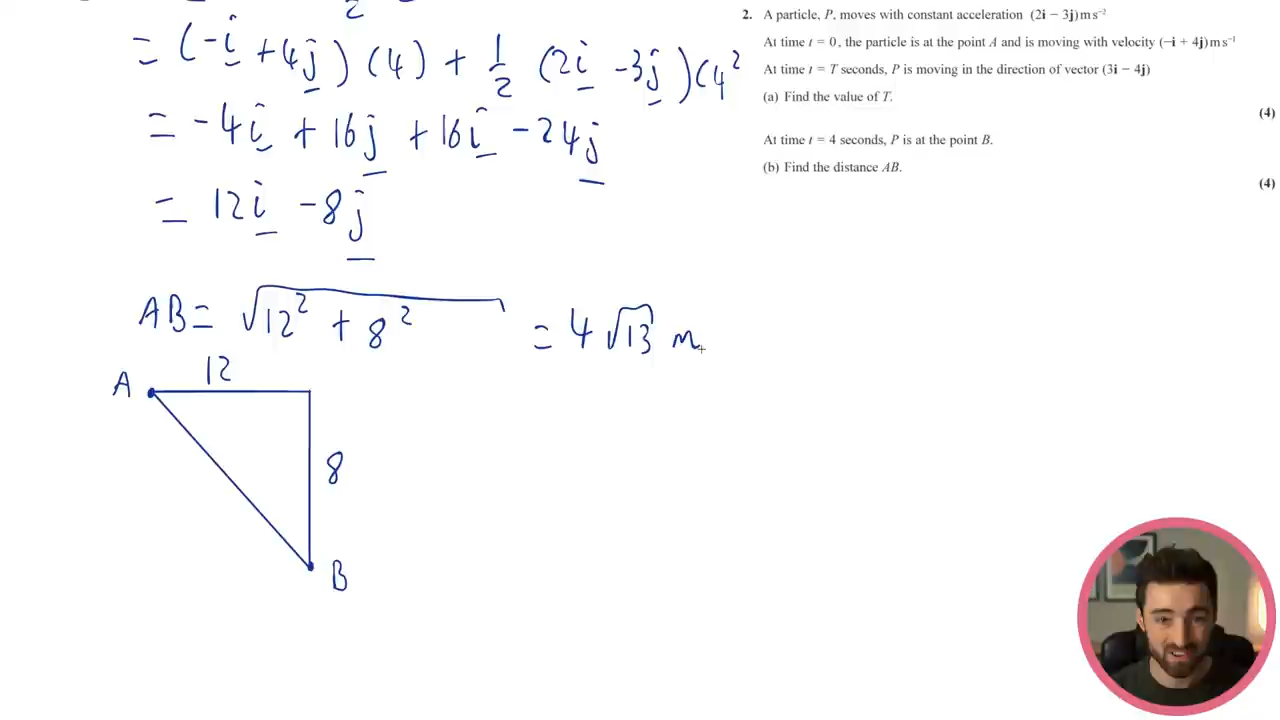 2
= (-i + 4j)(4) + 1/2 (2i - 3j)(4²
= -4i + 16j + 16i - 24j
= 12i - 8j
AB = √12² + 8² = 4√13 m
12
A
8
B
2. A particle, P, moves with constant acceleration (2i − 3j) m s⁻²
At time t = 0, the particle is at the point A and is moving with velocity (−i + 4j) m s⁻¹
At time t = T seconds, P is moving in the direction of vector (3i − 4j)
(a) Find the value of T.
(4)
At time t = 4 seconds, P is at the point B.
(b) Find the distance AB.
(4)